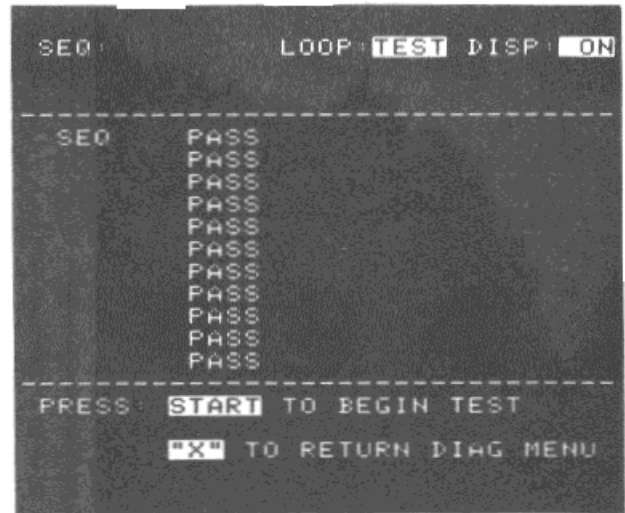 SEQ: LOOP: TEST DISP: ON
SEQ PASS
PASS
PASS
PASS
PASS
PASS
PASS
PASS
PASS
PASS
PASS
PRESS: START TO BEGIN TEST
"X" TO RETURN DIAG MENU